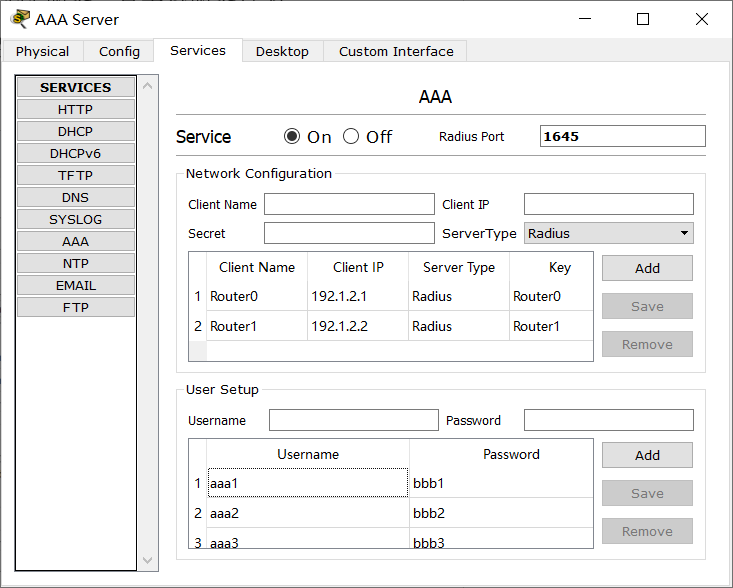 AAA Server
Physical Config Services Desktop Custom Interface
SERVICES
HTTP
DHCP
DHCPv6
TFTP
DNS
SYSLOG
AAA
NTP
EMAIL
FTP
AAA
Service On Off Radius Port 1645
Network Configuration
Client Name Client IP
Secret ServerType Radius
Client Name Client IP Server Type Key
1 Router0 192.1.2.1 Radius Router0
2 Router1 192.1.2.2 Radius Router1
Add
Save
Remove
User Setup
Username Password
Username Password
1 aaa1 bbb1
2 aaa2 bbb2
3 aaa3 bbb3
Add
Save
Remove